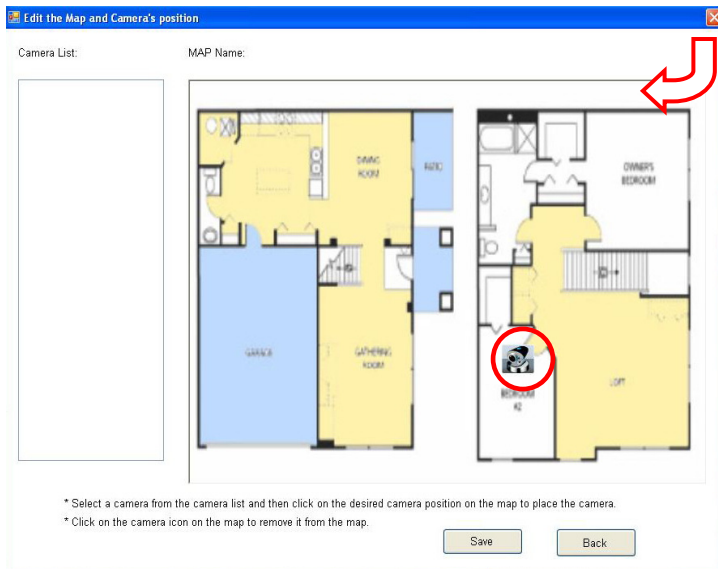 Edit the Map and Camera's position
Camera List:
MAP Name:
DINING
ROOM
PATIO
OWNER'S
BEDROOM
GARAGE
GATHERING
ROOM
LOFT
BEDROOM
#2
* Select a camera from the camera list and then click on the desired camera position on the map to place the camera.
* Click on the camera icon on the map to remove it from the map.
Save
Back